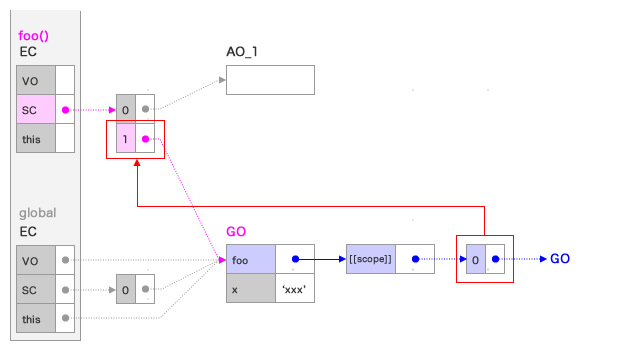 foo()
EC
AO_1
VO
SC
0
this
1
global
EC
GO
VO
foo
[[scope]]
0
GO
SC
0
x
‘xxx’
this